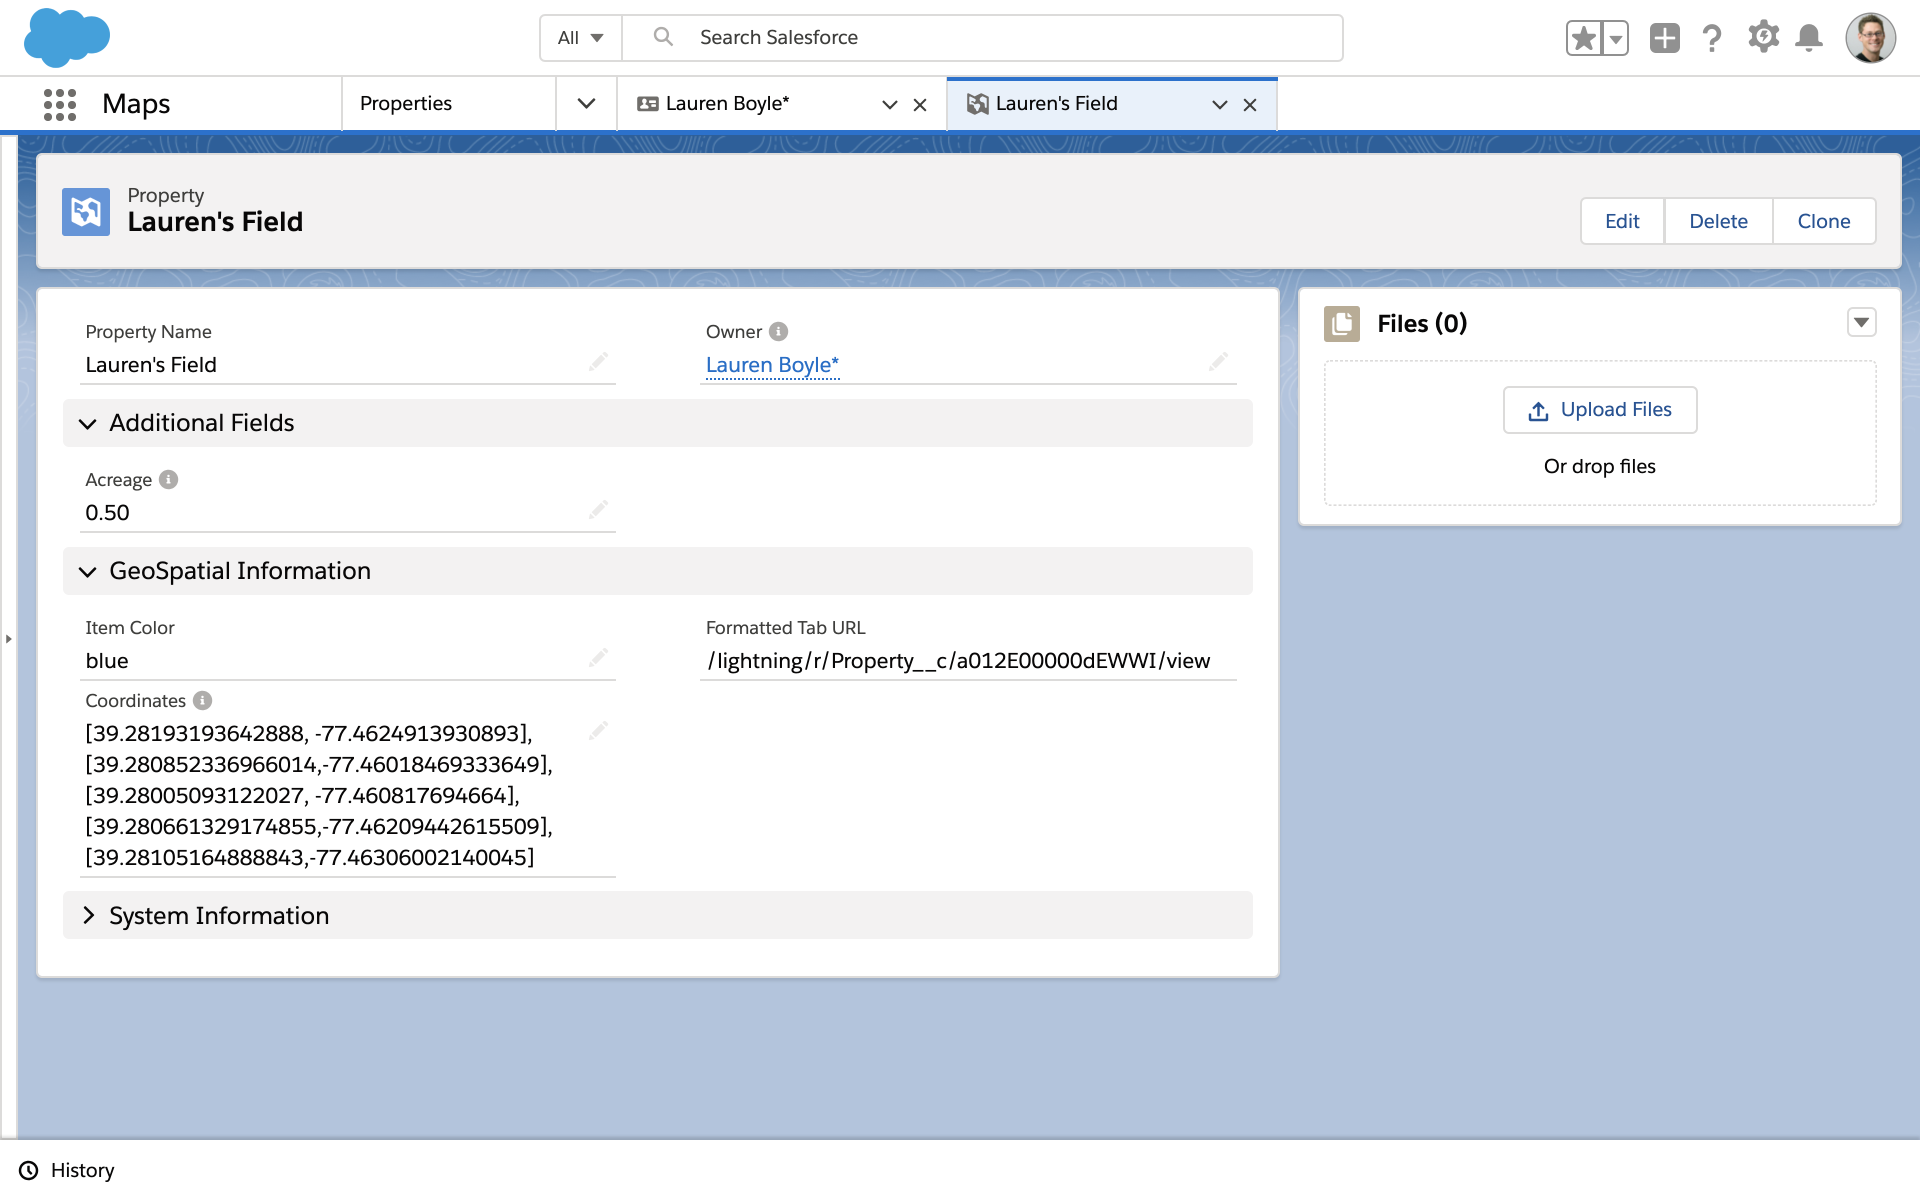 All
Search Salesforce
Maps
Properties
Lauren Boyle*
Lauren's Field
Property
Lauren's Field
Edit
Delete
Clone
Property Name
Lauren's Field
Owner
Lauren Boyle*
Additional Fields
Acreage
0.50
GeoSpatial Information
Item Color
blue
Formatted Tab URL
/lightning/r/Property__c/a012E00000dEWWI/view
Coordinates
[39.28193193642888, -77.4624913930893],
[39.280852336966014,-77.46018469333649],
[39.28005093122027, -77.460817694664],
[39.280661329174855,-77.46209442615509],
[39.28105164888843,-77.46306002140045]
System Information
Files (0)
Upload Files
Or drop files
History